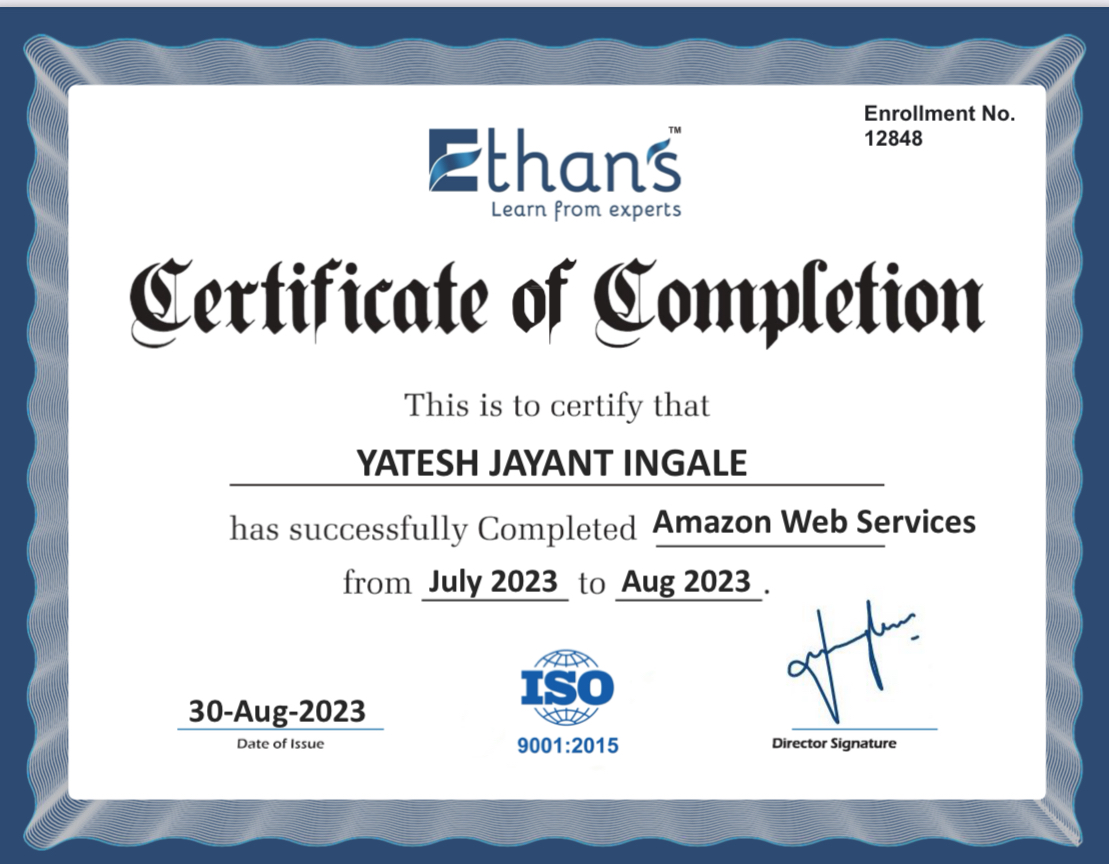 Enrollment No.
12848
Ethan's™
Learn from experts
Certificate of Completion
This is to certify that
YATESH JAYANT INGALE
has successfully Completed Amazon Web Services
from July 2023 to Aug 2023 .
30-Aug-2023
Date of Issue
ISO
9001:2015
Director Signature